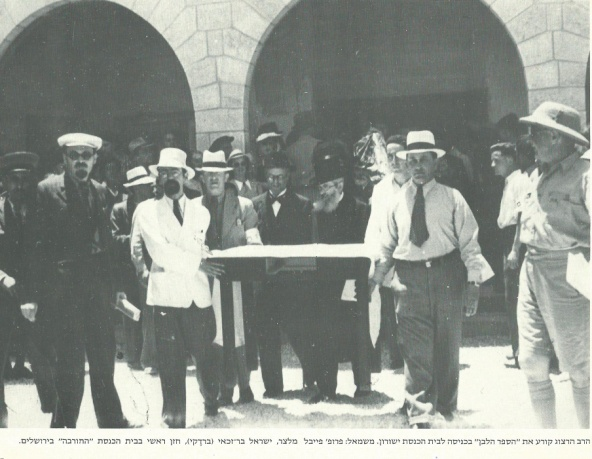 הרב הרצוג קורע את "הספר הלבן" בכניסה לבית הכנסת ישורון. משמאל: פרופ' פייבל מלצר, ישראל בר־זכאי (ברדקי), חזן ראשי בבית הכנסת "החורבה" בירושלים.